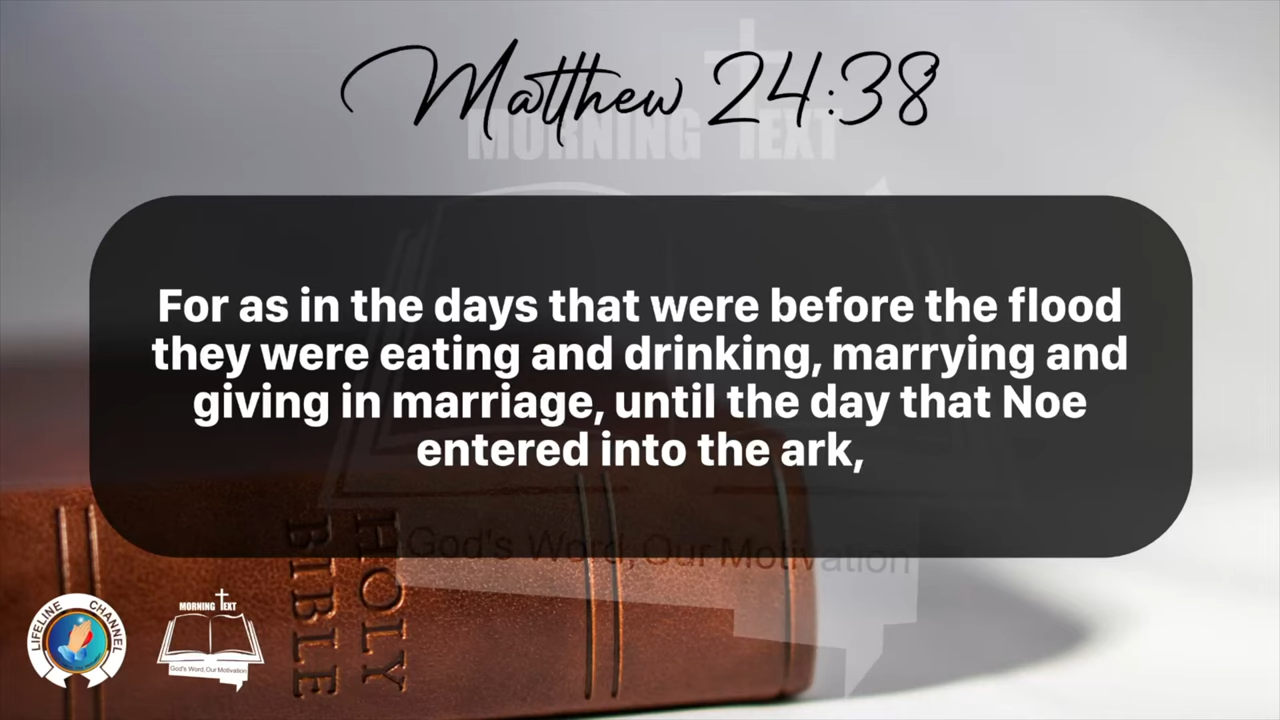 Matthew 24:38
MORNING TEXT
For as in the days that were before the flood
they were eating and drinking, marrying and
giving in marriage, until the day that Noe
entered into the ark,
God's Word, Our Motivation
HOLY
BIBLE
LIFELINE CHANNEL
MORNING TEXT
God's Word, Our Motivation